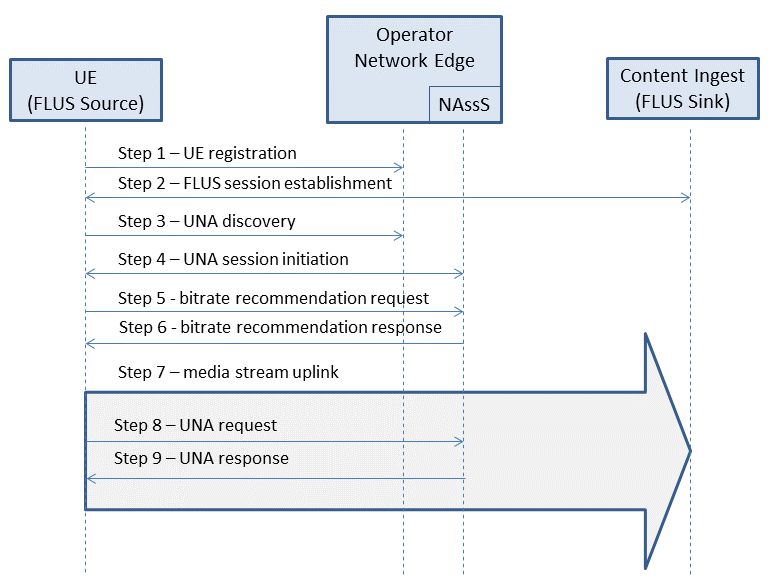 UE
(FLUS Source)
Operator
Network Edge
NAssS
Content Ingest
(FLUS Sink)
Step 1 – UE registration
Step 2 – FLUS session establishment
Step 3 – UNA discovery
Step 4 – UNA session initiation
Step 5 - bitrate recommendation request
Step 6 - bitrate recommendation response
Step 7 – media stream uplink
Step 8 – UNA request
Step 9 – UNA response